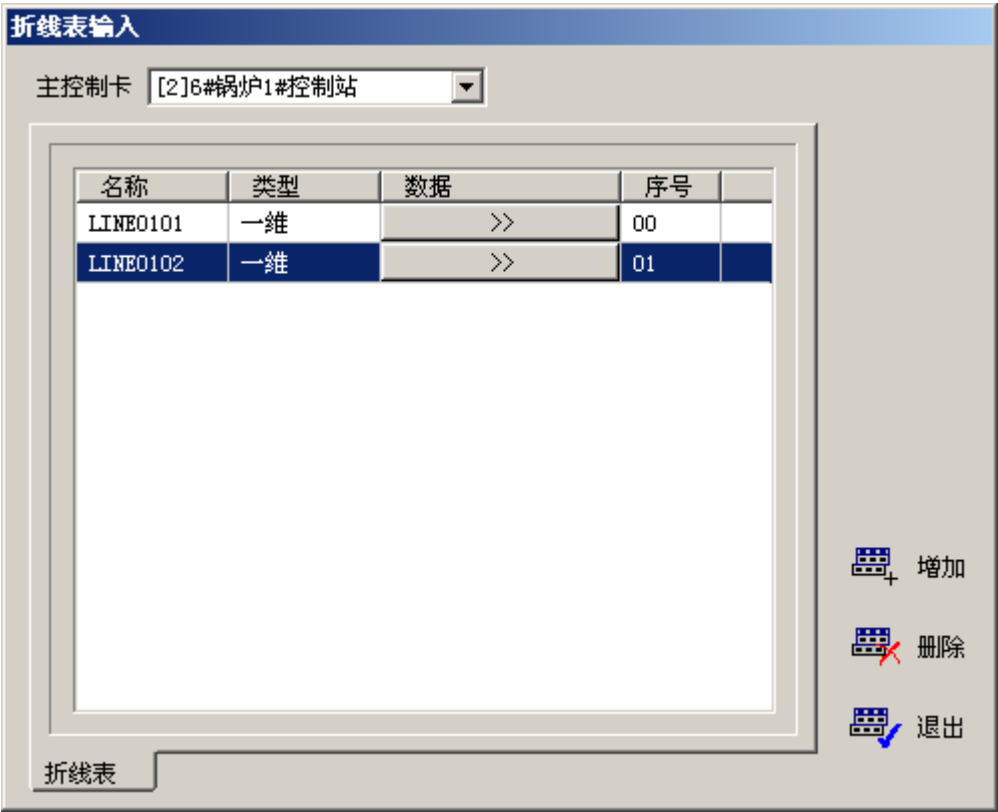 折线表输入
主控制卡 [2]6#锅炉1#控制站
名称 类型 数据 序号
LINE0101 一维 >> 00
LINE0102 一维 >> 01
增加
删除
退出
折线表